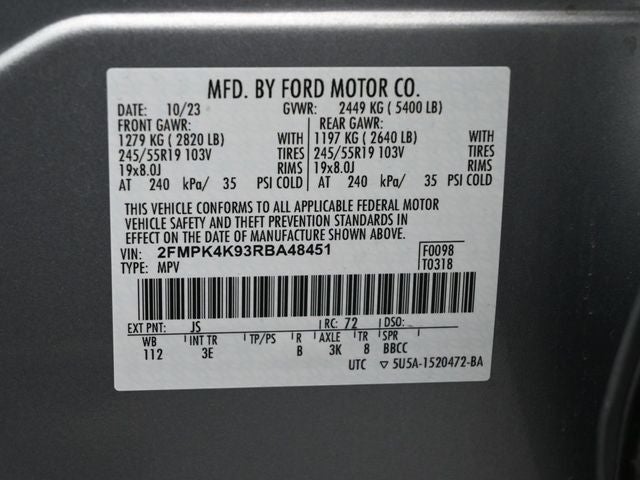 MFD. BY FORD MOTOR CO.
DATE: 10/23 GVWR: 2449 KG (5400 LB)
FRONT GAWR: REAR GAWR:
1279 KG (2820 LB) WITH 1197 KG (2640 LB) WITH
245/55R19 103V TIRES 245/55R19 103V TIRES
19x8.0J RIMS 19x8.0J RIMS
AT 240 kPa/ 35 PSI COLD AT 240 kPa/ 35 PSI COLD
THIS VEHICLE CONFORMS TO ALL APPLICABLE FEDERAL MOTOR
VEHICLE SAFETY AND THEFT PREVENTION STANDARDS IN
EFFECT ON THE DATE OF MANUFACTURE SHOWN ABOVE.
VIN: 2FMPK4K93RBA48451 F0098
TYPE: MPV T0318
EXT PNT: JS RC: 72 DSO:
WB INT TR TP/PS R AXLE TR SPR
112 3E B 3K 8 BBCC
UTC ▽ 5U5A-1520472-BA